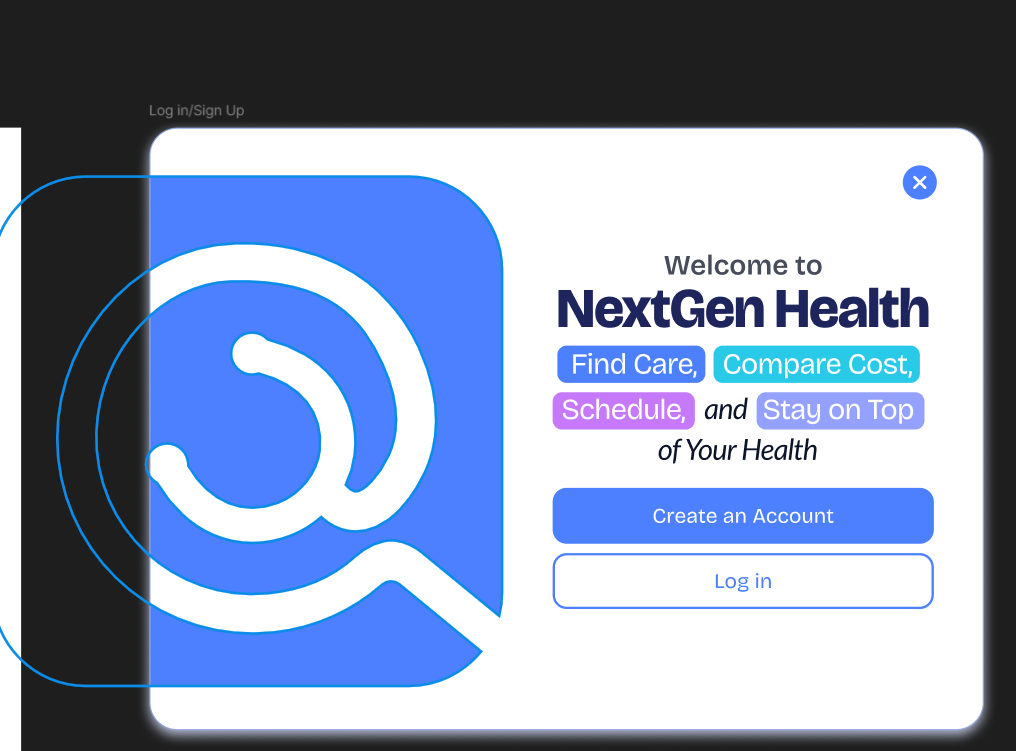 Log in/Sign Up
Welcome to
NextGen Health
Find Care, Compare Cost,
Schedule, and Stay on Top
of Your Health
Create an Account
Log in